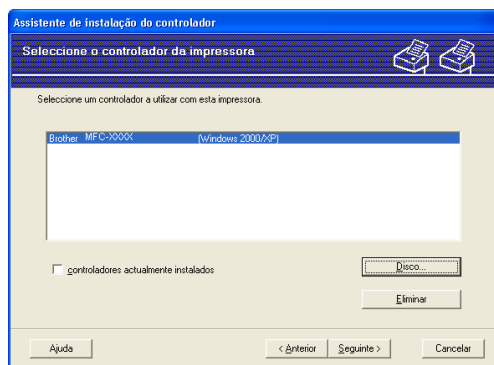 Assistente de instalação do controlador
Seleccione o controlador da impressora
Seleccione um controlador a utilizar com esta impressora.
Brother MFC-XXXX (Windows 2000/XP)
controladores actualmente instalados
Disco...
Eliminar
Ajuda < Anterior Seguinte > Cancelar